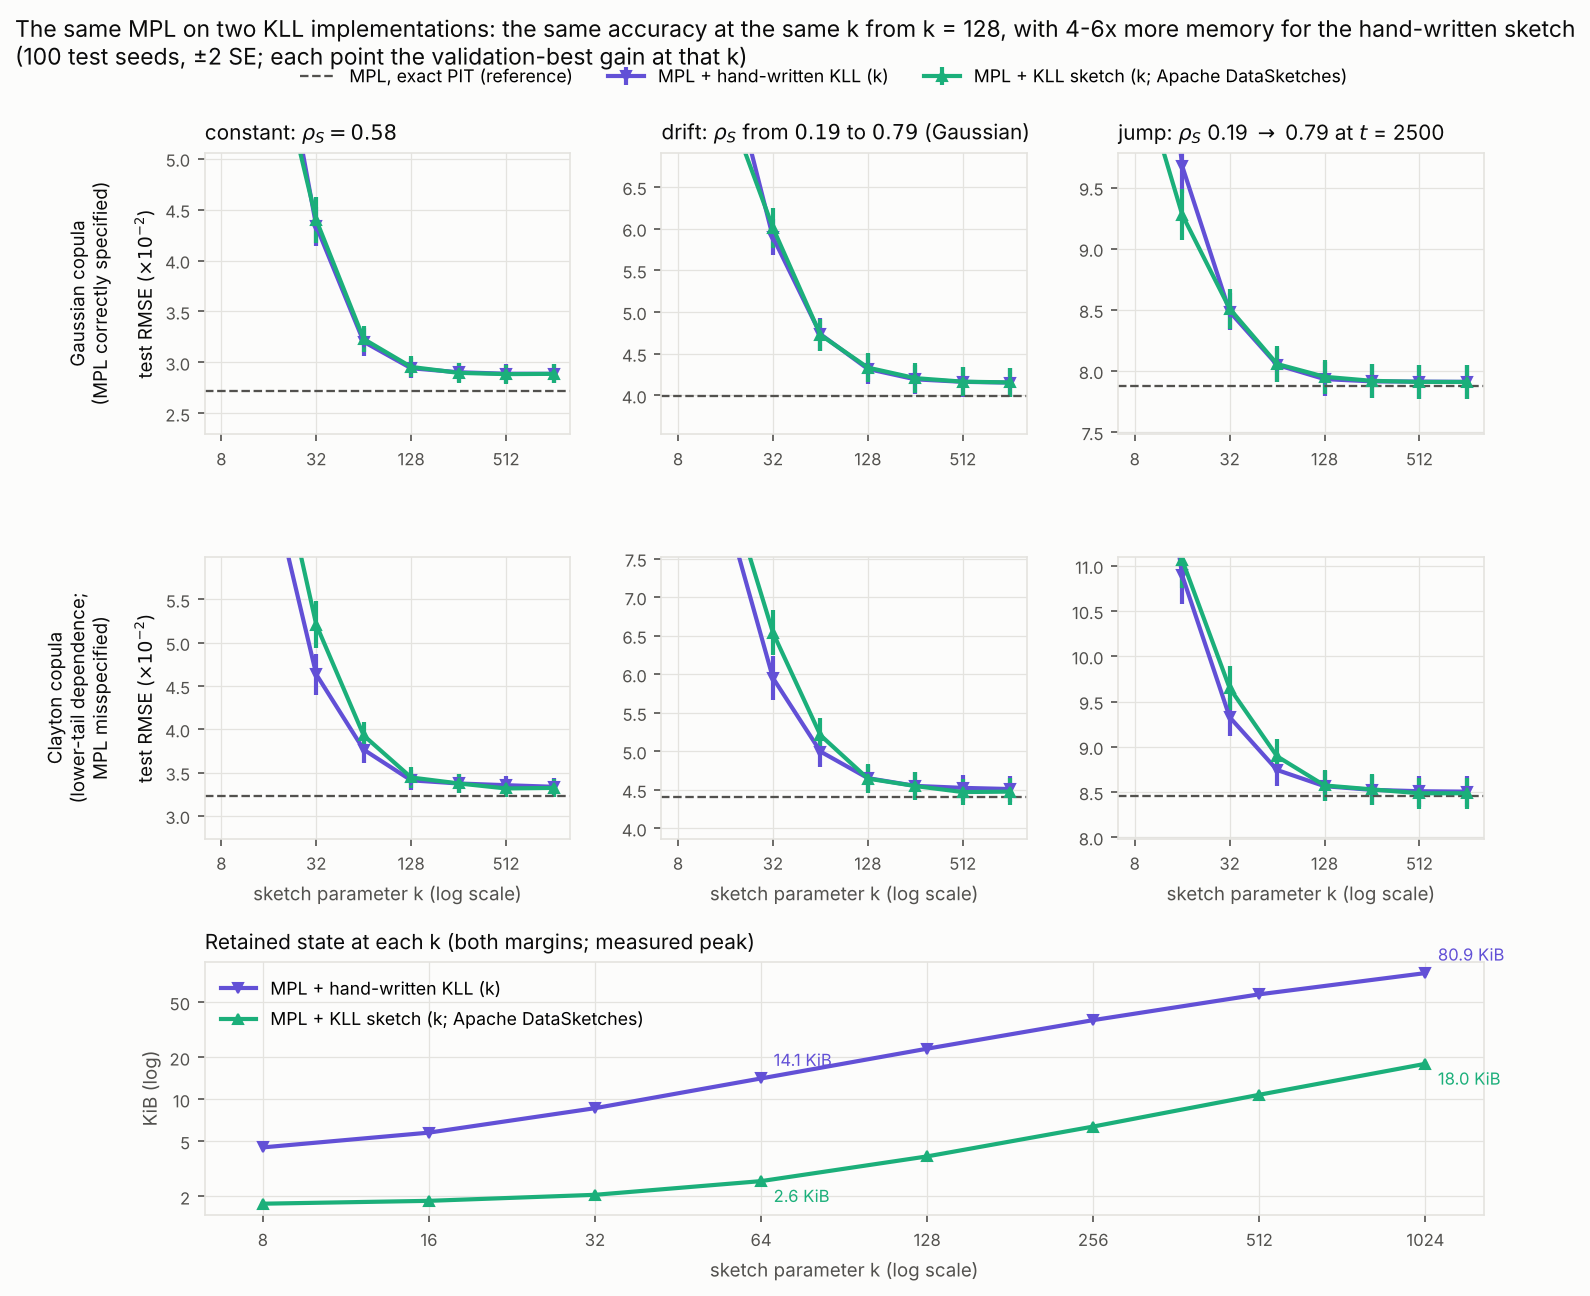 The same MPL on two KLL implementations: the same accuracy at the same k from k = 128, with 4-6x more memory for the hand-written sketch
(100 test seeds, ±2 SE; each point the validation-best gain at that k)
MPL, exact PIT (reference)
MPL + hand-written KLL (k)
MPL + KLL sketch (k; Apache DataSketches)
constant: ρS = 0.58
drift: ρS from 0.19 to 0.79 (Gaussian)
jump: ρS 0.19 → 0.79 at t = 2500
Gaussian copula
(MPL correctly specified)
test RMSE (×10⁻²)
5.0
4.5
4.0
3.5
3.0
2.5
8
32
128
512
6.5
6.0
5.5
5.0
4.5
4.0
8
32
128
512
9.5
9.0
8.5
8.0
7.5
8
32
128
512
Clayton copula
(lower-tail dependence;
MPL misspecified)
test RMSE (×10⁻²)
5.5
5.0
4.5
4.0
3.5
3.0
8
32
128
512
sketch parameter k (log scale)
7.5
7.0
6.5
6.0
5.5
5.0
4.5
4.0
8
32
128
512
sketch parameter k (log scale)
11.0
10.5
10.0
9.5
9.0
8.5
8.0
8
32
128
512
sketch parameter k (log scale)
Retained state at each k (both margins; measured peak)
MPL + hand-written KLL (k)
MPL + KLL sketch (k; Apache DataSketches)
80.9 KiB
14.1 KiB
18.0 KiB
2.6 KiB
KiB (log)
50
20
10
5
2
8
16
32
64
128
256
512
1024
sketch parameter k (log scale)